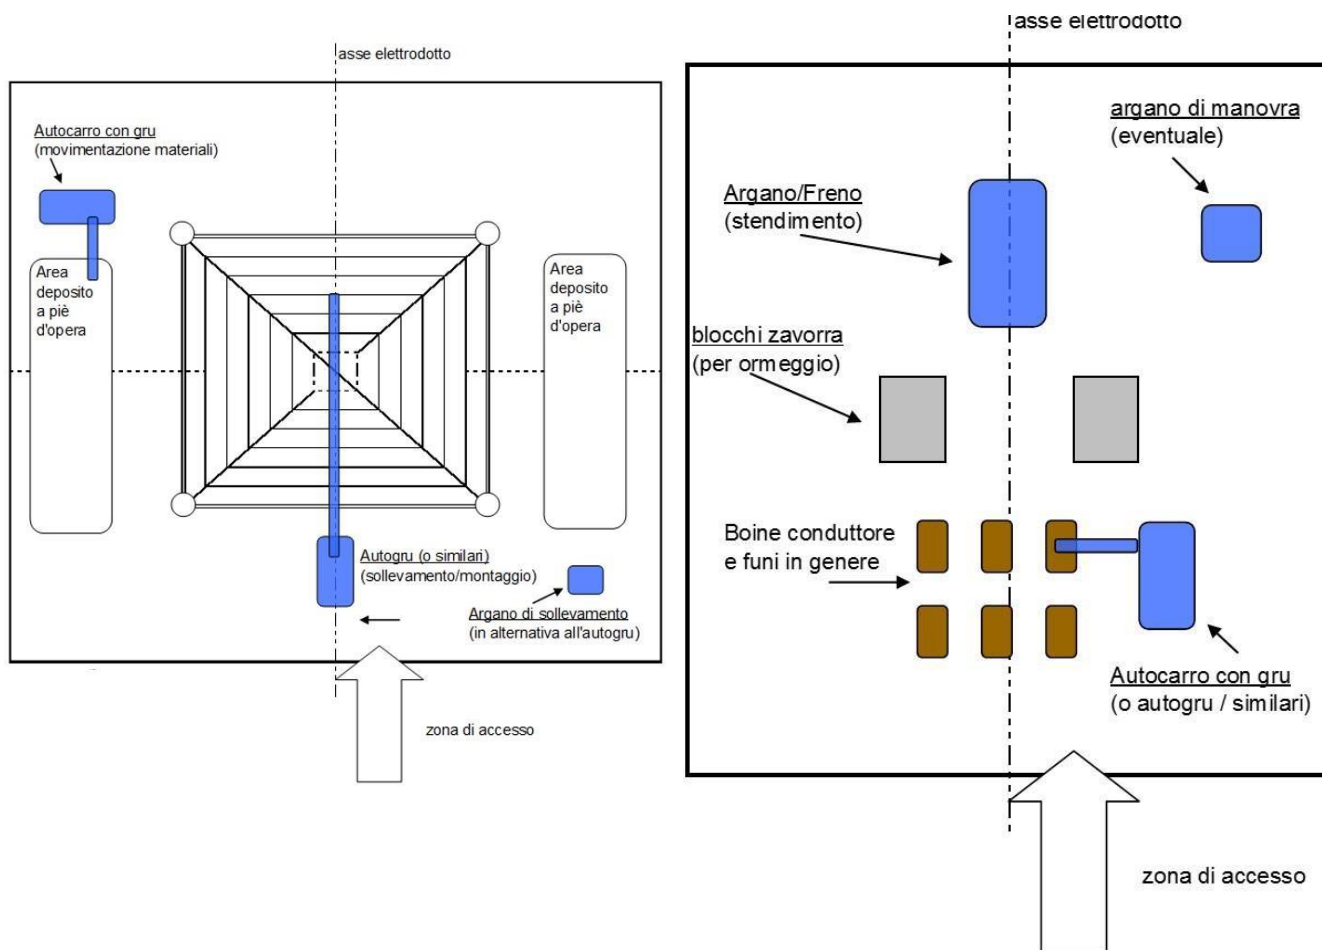 asse elettrodotto
Autocarro con gru
(movimentazione materiali)
Area
deposito
a piè
d'opera
Area
deposito
a piè
d'opera
Autogru (o similari)
(sollevamento/montaggio)
Argano di sollevamento
(in alternativa all'autogru)
zona di accesso
asse elettrodotto
argano di manovra
(eventuale)
Argano/Freno
(stendimento)
blocchi zavorra
(per ormeggio)
Boine conduttore
e funi in genere
Autocarro con gru
(o autogru / similari)
zona di accesso